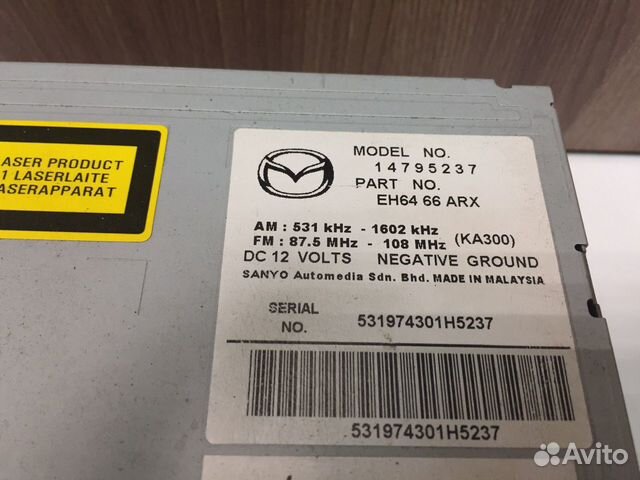 LASER PRODUCT
1 LASERLAITE
LASERAPPARAT
MODEL NO.
14795237
PART NO.
EH64 66 ARX
AM : 531 kHz - 1602 kHz
FM : 87.5 MHz - 108 MHz (KA300)
DC 12 VOLTS NEGATIVE GROUND
SANYO Automedia Sdn. Bhd. MADE IN MALAYSIA
SERIAL NO. 531974301H5237
531974301H5237
Avito